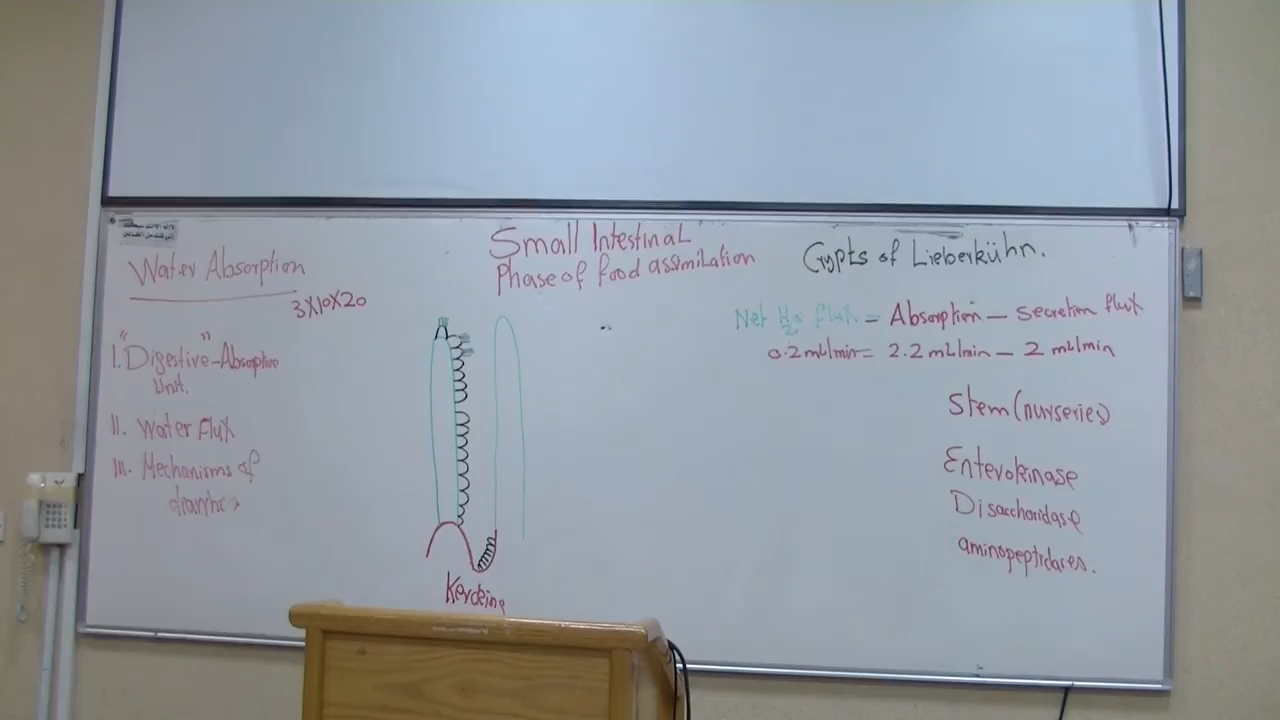 Small Intestinal
Phase of food assimilation
Water Absorption
3X10X20
I. "Digestive"-Absorptive
Unit.
II. Water Flux
III. Mechanisms of
Kercking
Crypts of Lieberkühn.
Net H2O flux = Absorption – secretion flux
0.2 mL/min = 2.2 mL/min – 2 mL/min
Stem (nurseries)
Enterokinase
Disaccharidase
aminopeptidases.